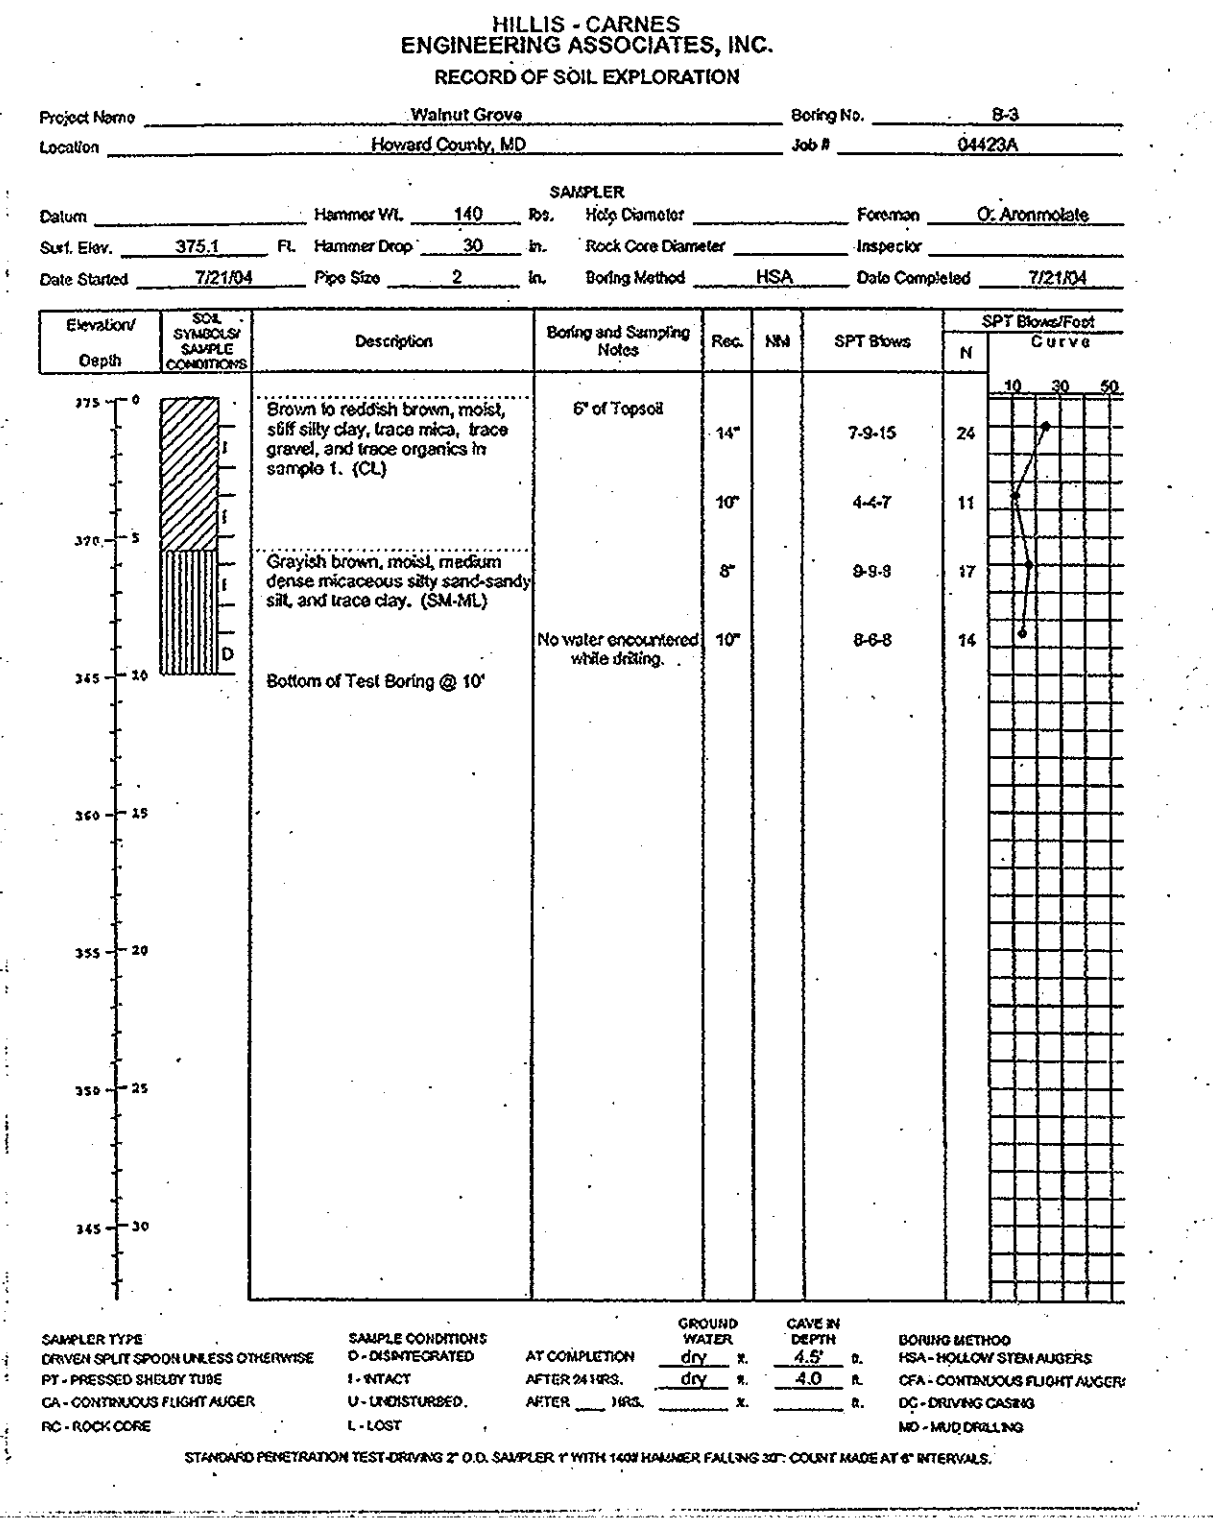 HILLIS - CARNES
ENGINEERING ASSOCIATES, INC.
RECORD OF SOIL EXPLORATION
Project Name Walnut Grove Boring No. B-3
Location Howard County, MD Job # 04423A
SAMPLER
Datum Hammer Wt. 140 lbs. Hole Diameter Foreman O. Aronmolate
Surf. Elev. 375.1 Ft. Hammer Drop 30 in. Rock Core Diameter Inspector
Date Started 7/21/04 Pipe Size 2 in. Boring Method HSA Date Completed 7/21/04
Elevation/ Depth
SOIL SYMBOLS/ SAMPLE CONDITIONS
Description
Boring and Sampling Notes
Rec. NM SPT Blows N
SPT Blows/Foot
Curve
10 30 50
375 0
Brown to reddish brown, moist, 6" of Topsoil
stiff silty clay, trace mica, trace 14" 7-9-15 24
gravel, and trace organics in I
sample 1. (CL)
I 10" 4-4-7 11
370 5
Grayish brown, moist, medium 8" 9-9-8 17
dense micaceous silty sand-sandy I
silt, and trace clay. (SM-ML)
No water encountered 10" 8-6-8 14
D while drilling.
365 10
Bottom of Test Boring @ 10'
360 15
355 20
350 25
345 30
GROUND WATER CAVE IN DEPTH
SAMPLER TYPE SAMPLE CONDITIONS BORING METHOD
DRIVEN SPLIT SPOON UNLESS OTHERWISE D - DISINTEGRATED AT COMPLETION dry ft. 4.5' ft. HSA - HOLLOW STEM AUGERS
PT - PRESSED SHELBY TUBE I - INTACT AFTER 24 HRS. dry ft. 4.0 ft. CFA - CONTINUOUS FLIGHT AUGERS
CA - CONTINUOUS FLIGHT AUGER U - UNDISTURBED. AFTER ___ HRS. ft. ft. DC - DRIVING CASING
RC - ROCK CORE L - LOST MD - MUD DRILLING
STANDARD PENETRATION TEST-DRIVING 2" O.D. SAMPLER 1' WITH 140# HAMMER FALLING 30": COUNT MADE AT 6" INTERVALS.